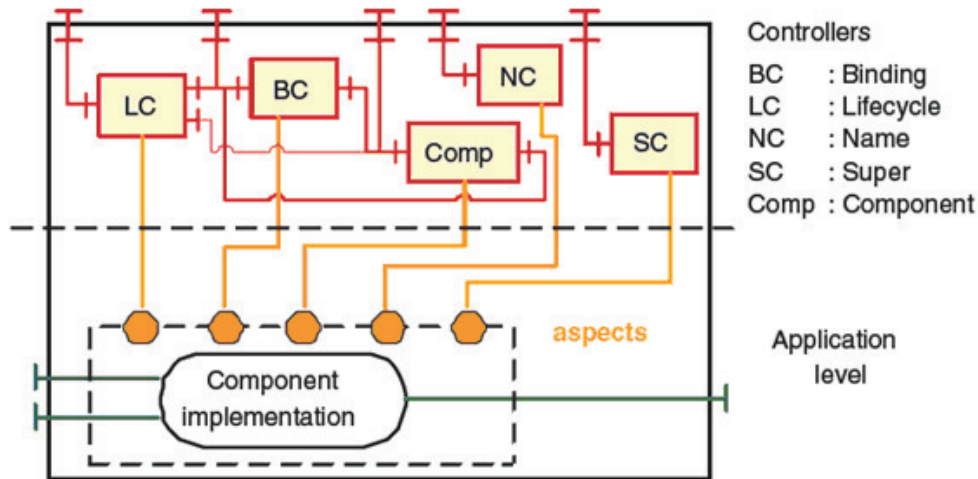 Controllers
BC : Binding
LC : Lifecycle
NC : Name
SC : Super
Comp : Component
NC
BC
LC
SC
Comp
aspects
Application
level
Component
implementation